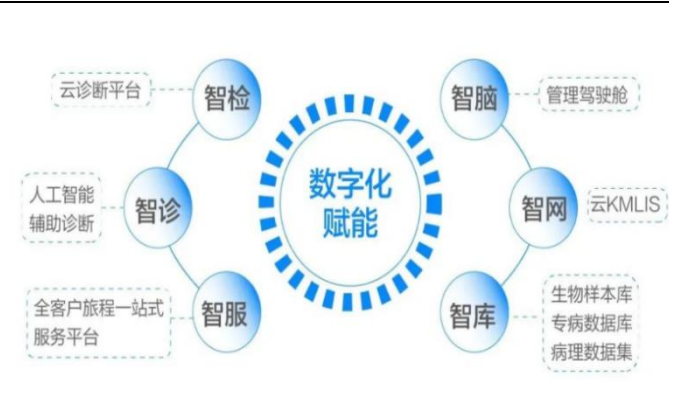 云诊断平台
智检
人工智能
辅助诊断
智诊
全客户旅程一站式
服务平台
智服
数字化
赋能
智脑
管理驾驶舱
智网
云KMLIS
智库
生物样本库
专病数据库
病理数据集